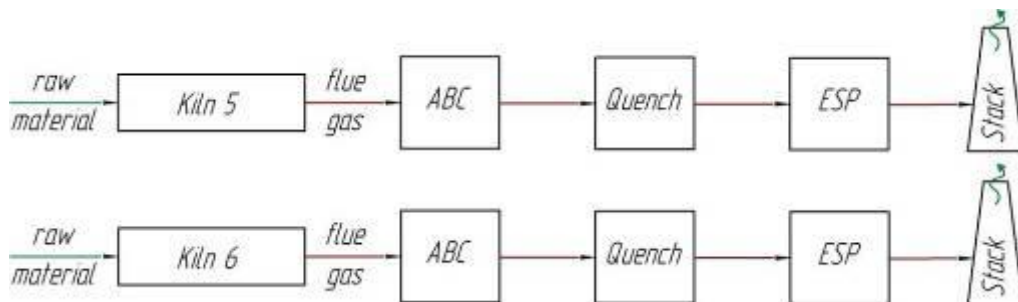 raw material
Kiln 5
flue gas
ABC
Quench
ESP
Stack
raw material
Kiln 6
flue gas
ABC
Quench
ESP
Stack